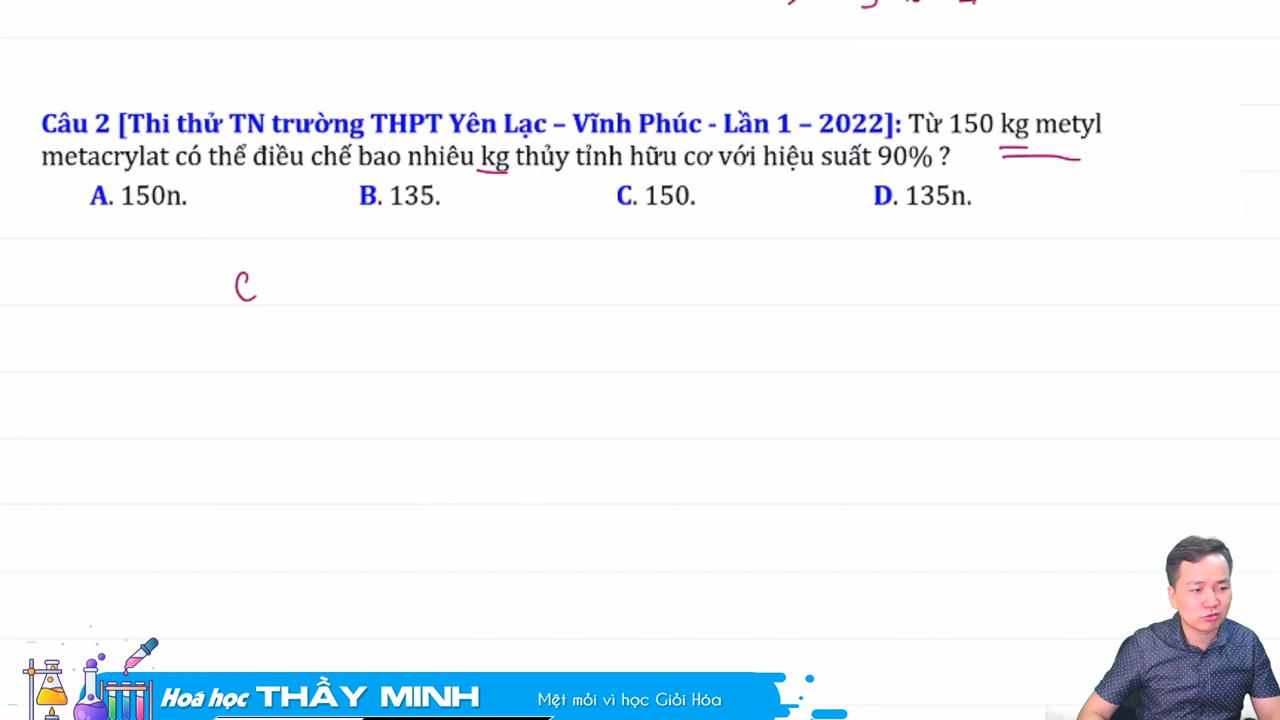 Câu 2 [Thi thử TN trường THPT Yên Lạc – Vĩnh Phúc - Lần 1 – 2022]: Từ 150 kg metyl
metacrylat có thể điều chế bao nhiêu kg thủy tỉnh hữu cơ với hiệu suất 90% ?
A. 150n. B. 135. C. 150. D. 135n.
C
Hoá học THẦY MINH Mệt mỏi vì học Giỏi Hóa